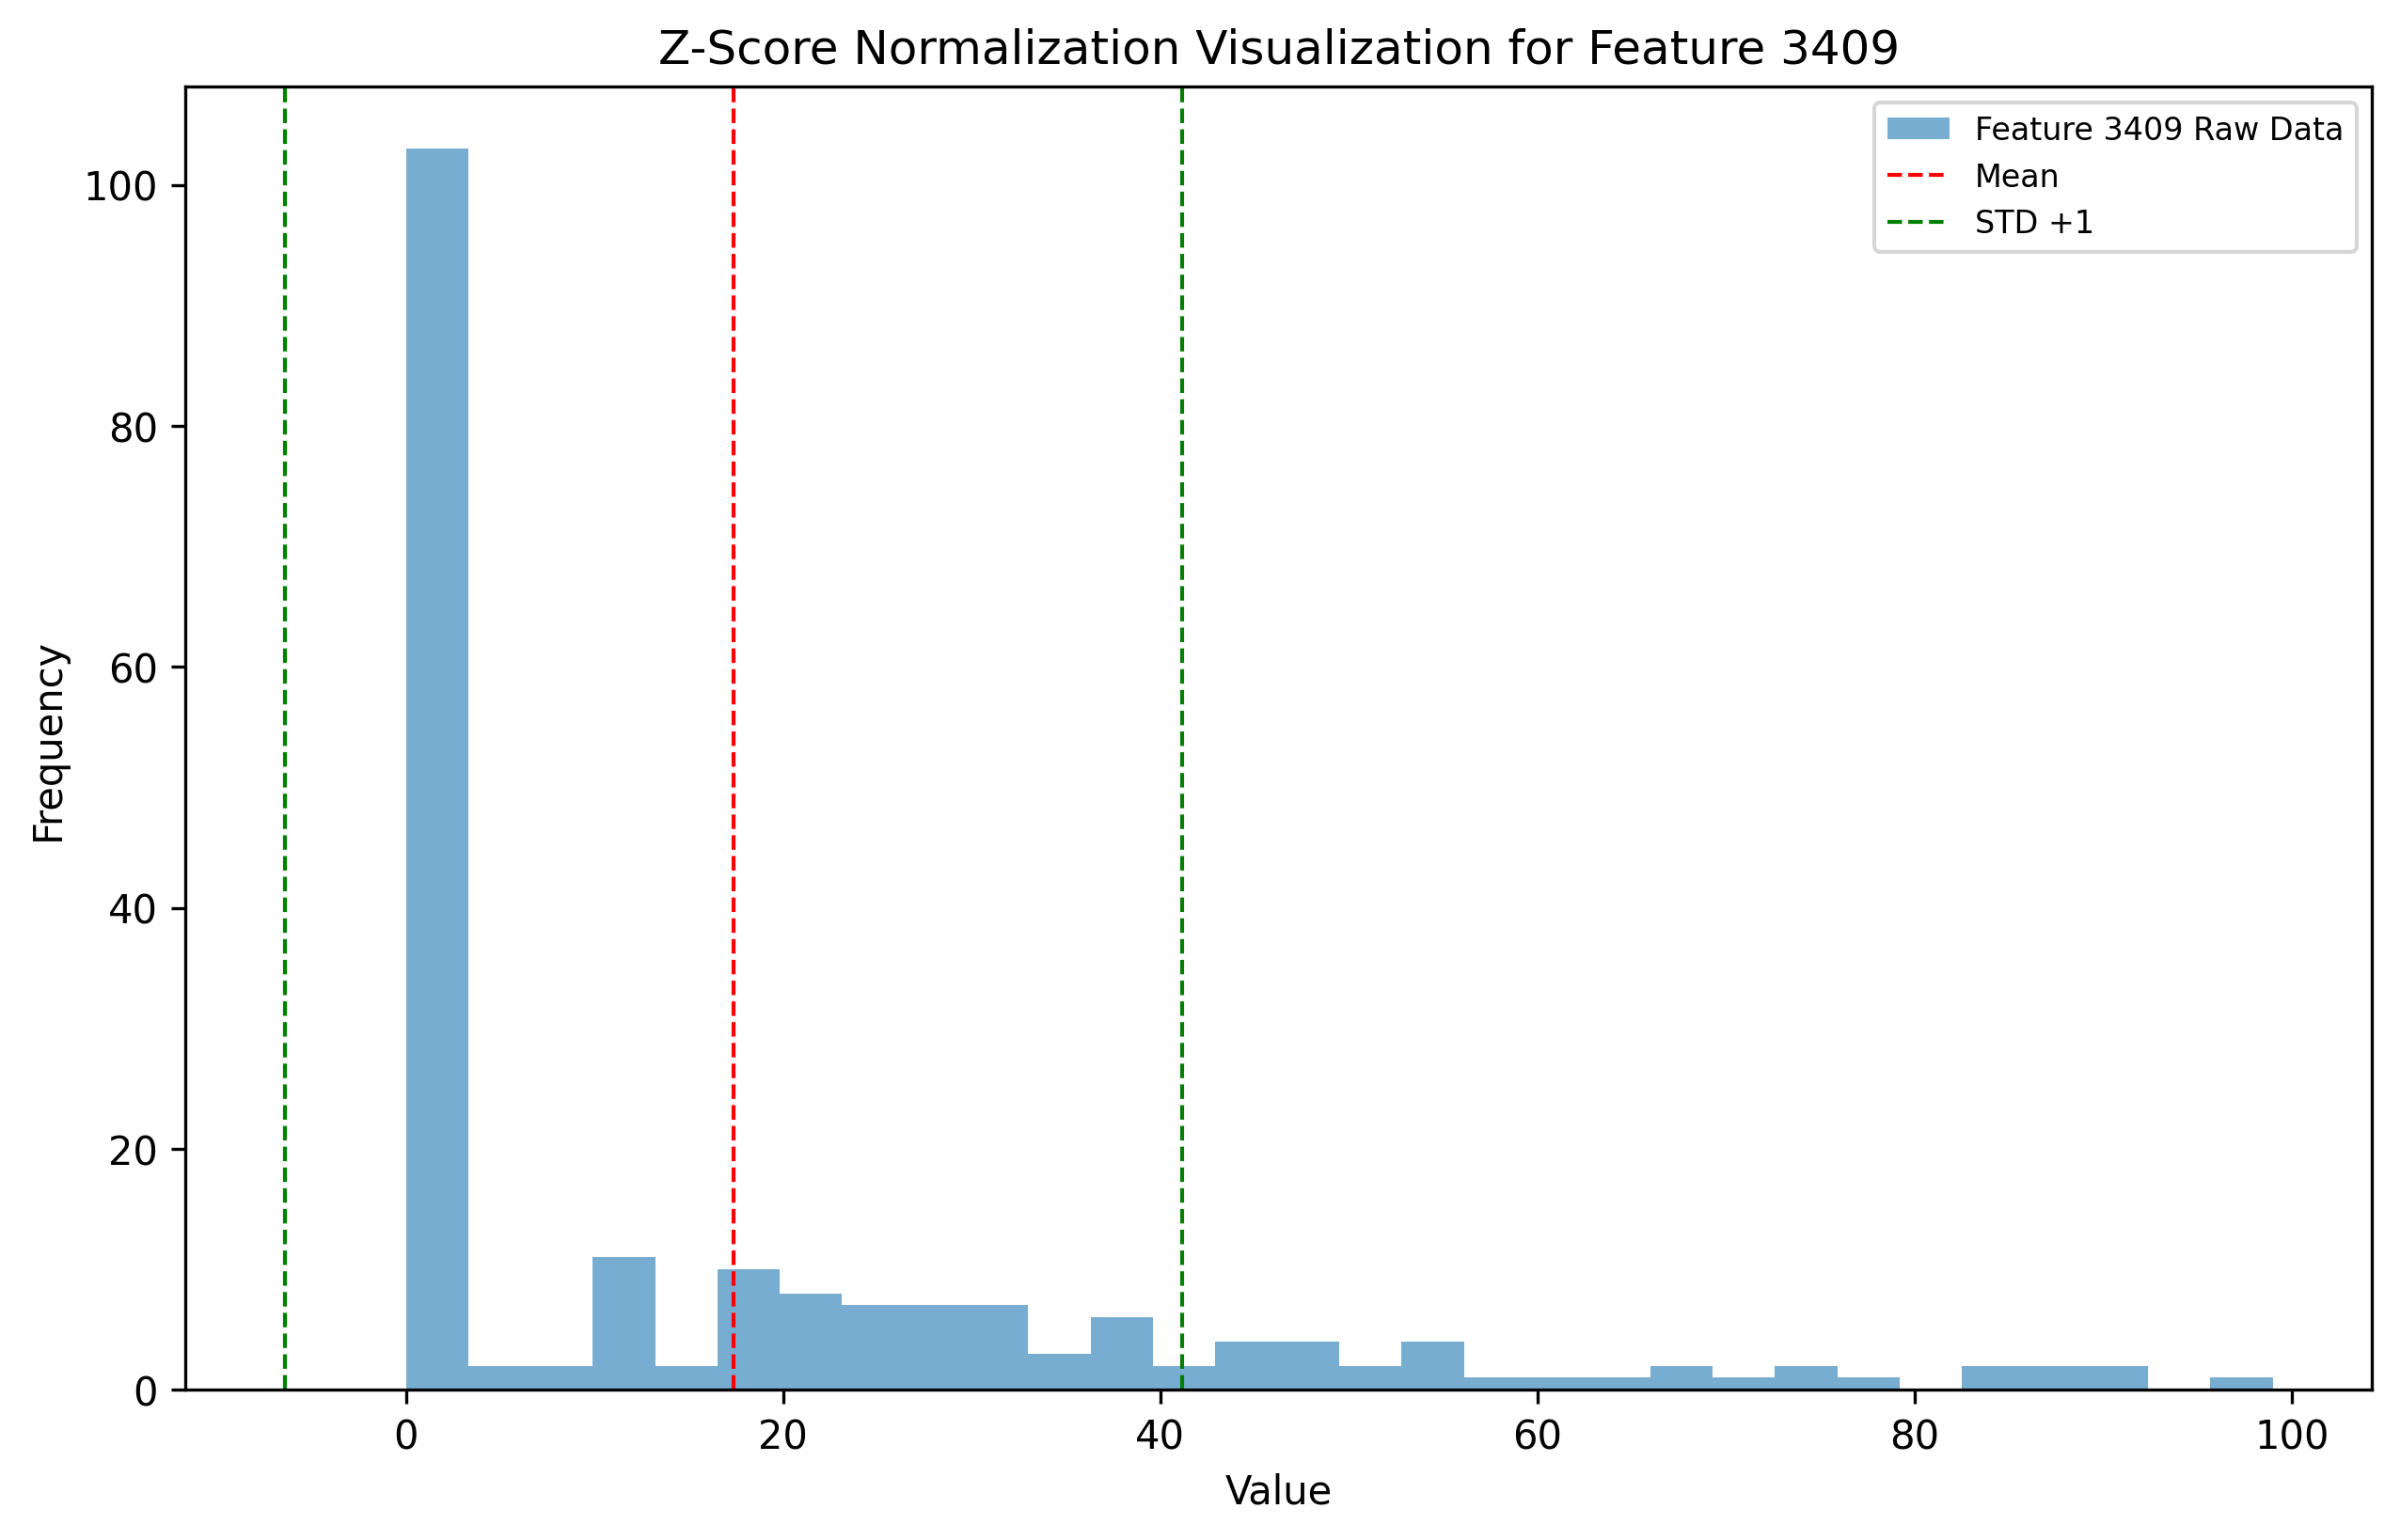 Z-Score Normalization Visualization for Feature 3409
Feature 3409 Raw Data
Mean
STD +1
100
80
60
40
20
0
Frequency
0 20 40 60 80 100
Value